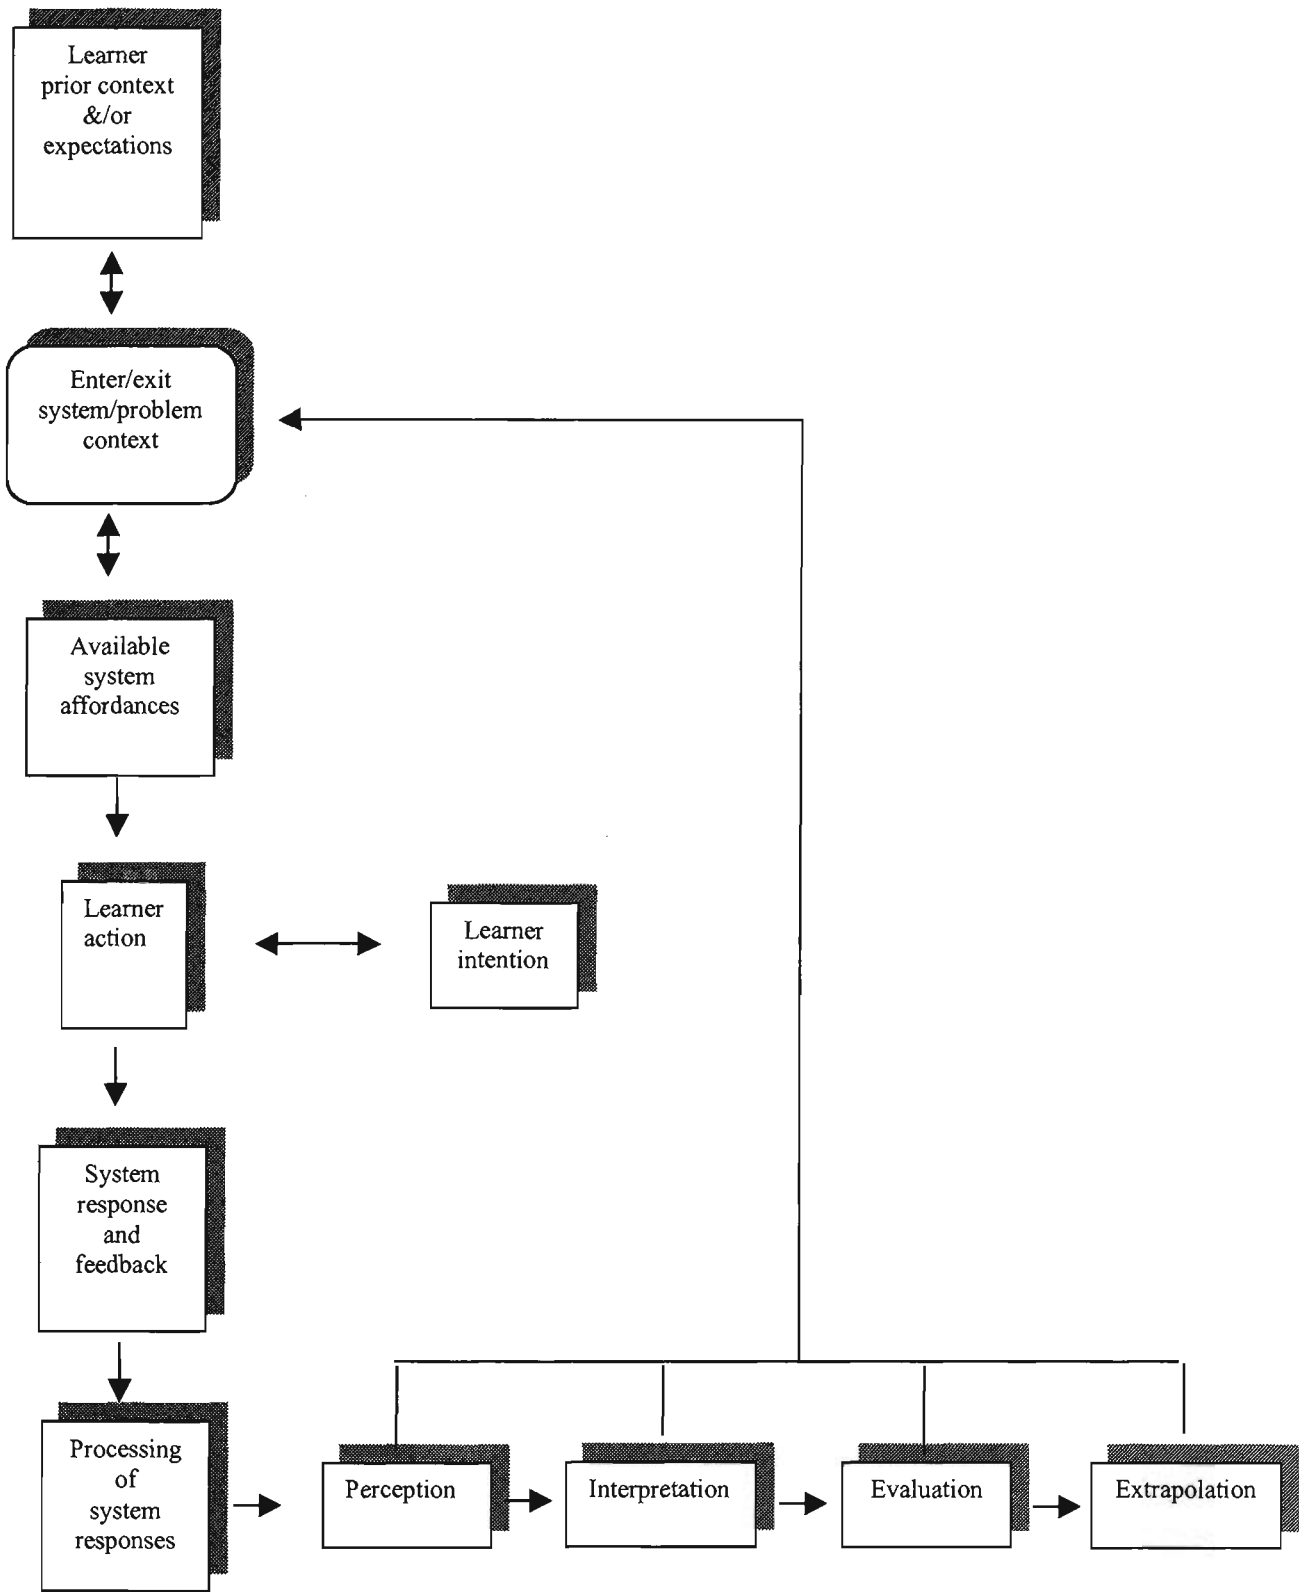 Learner
prior context
&/or
expectations
Enter/exit
system/problem
context
Available
system
affordances
Learner
action
Learner
intention
System
response
and
feedback
Processing
of
system
responses
Perception
Interpretation
Evaluation
Extrapolation